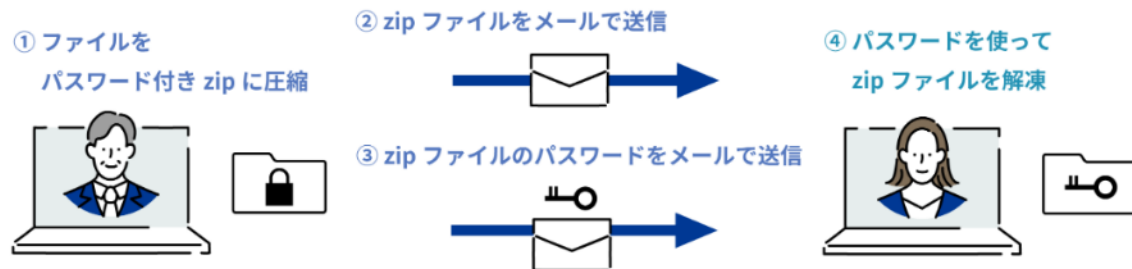 ① ファイルを
パスワード付き zip に圧縮
② zip ファイルをメールで送信
③ zip ファイルのパスワードをメールで送信
④ パスワードを使って
zip ファイルを解凍